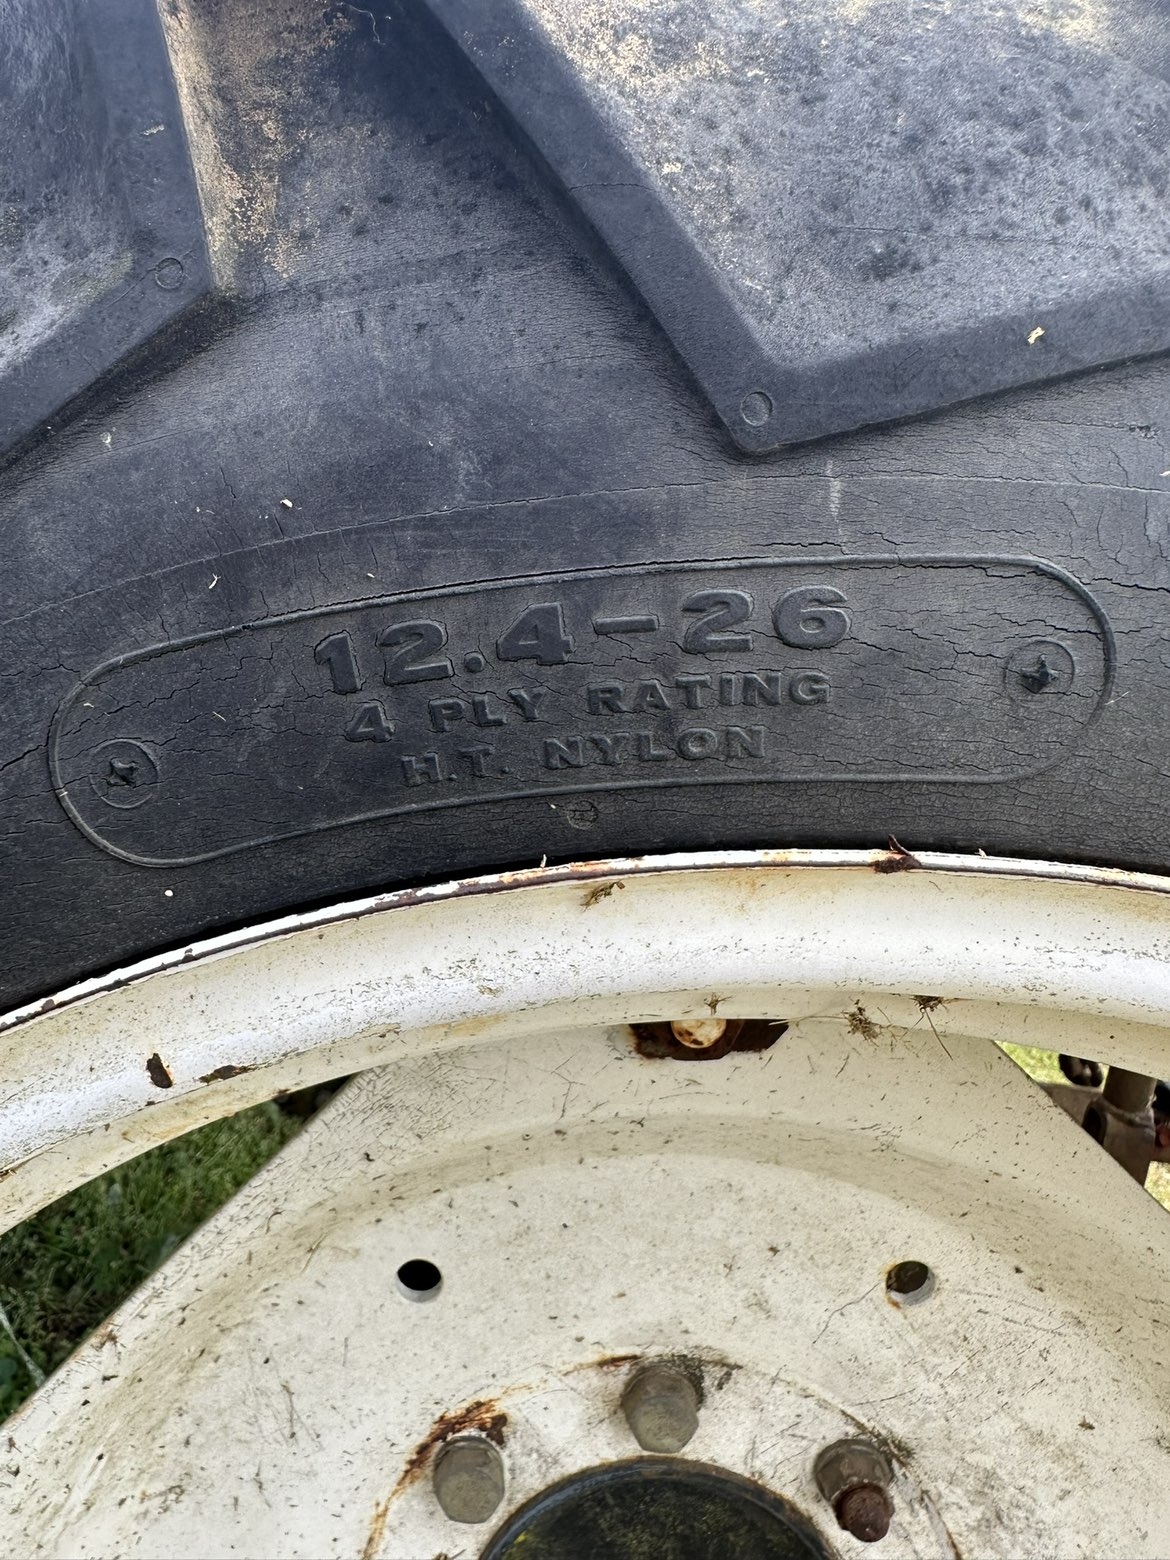 12.4-26
4 PLY RATING
H.T. NYLON